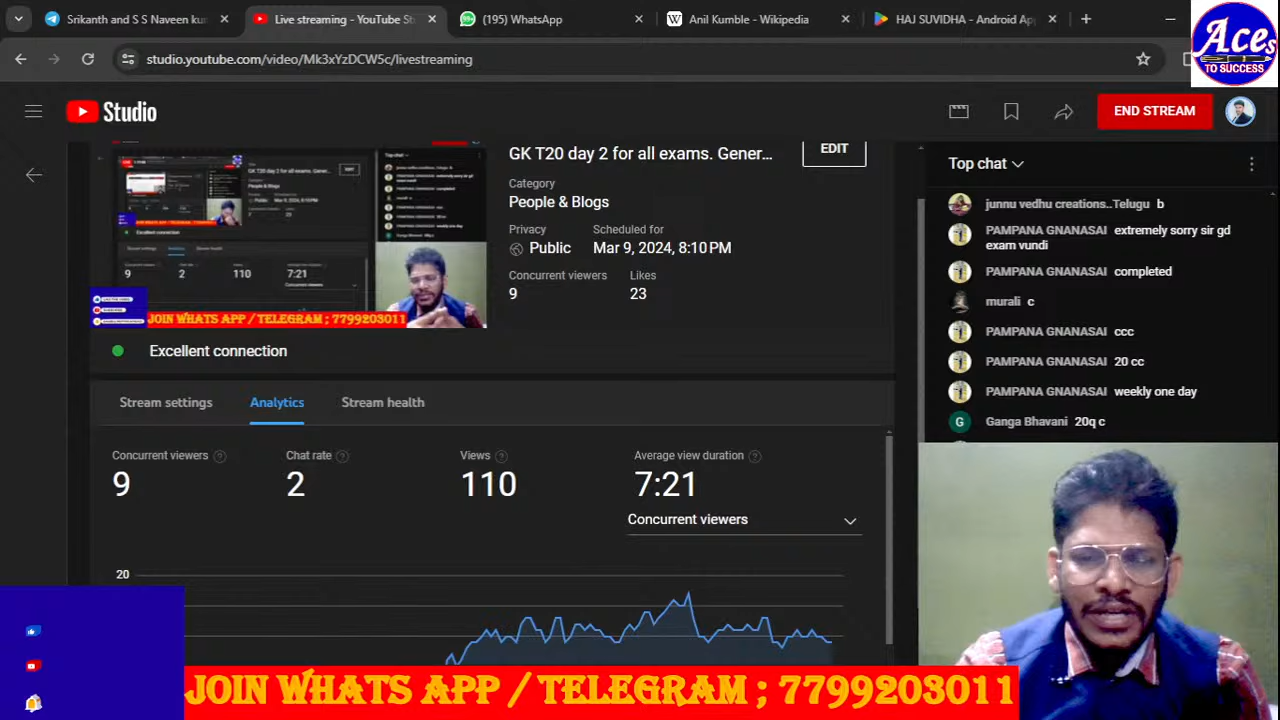 Srikanth and S S Naveen kum
Live streaming - YouTube St
(195) WhatsApp
Anil Kumble - Wikipedia
HAJ SUVIDHA - Android Ap
Aces
TO SUCCESS
studio.youtube.com/video/Mk3xYzDCW5c/livestreaming
Studio
END STREAM
GK T20 day 2 for all exams. Gener...
EDIT
Category
People & Blogs
Privacy
Public
Scheduled for
Mar 9, 2024, 8:10 PM
Concurrent viewers
9
Likes
23
JOIN WHATS APP / TELEGRAM ; 7799203011
Excellent connection
Stream settings
Analytics
Stream health
Concurrent viewers
9
Chat rate
2
Views
110
Average view duration
7:21
Concurrent viewers
20
Top chat
junnu vedhu creations..Telugu b
PAMPANA GNANASAI extremely sorry sir gd
exam vundi
PAMPANA GNANASAI completed
murali c
PAMPANA GNANASAI ccc
PAMPANA GNANASAI 20 cc
PAMPANA GNANASAI weekly one day
G Ganga Bhavani 20q c
JOIN WHATS APP / TELEGRAM ; 7799203011